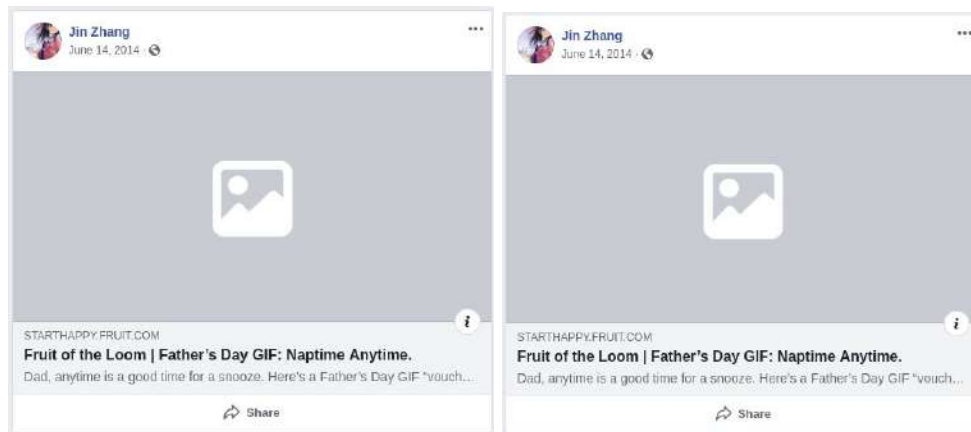 Jin Zhang
June 14, 2014 ·
STARTHAPPY.FRUIT.COM
Fruit of the Loom | Father's Day GIF: Naptime Anytime.
Dad, anytime is a good time for a snooze. Here's a Father's Day GIF "vouch...
Share
Jin Zhang
June 14, 2014 ·
STARTHAPPY.FRUIT.COM
Fruit of the Loom | Father's Day GIF: Naptime Anytime.
Dad, anytime is a good time for a snooze. Here's a Father's Day GIF "vouch...
Share